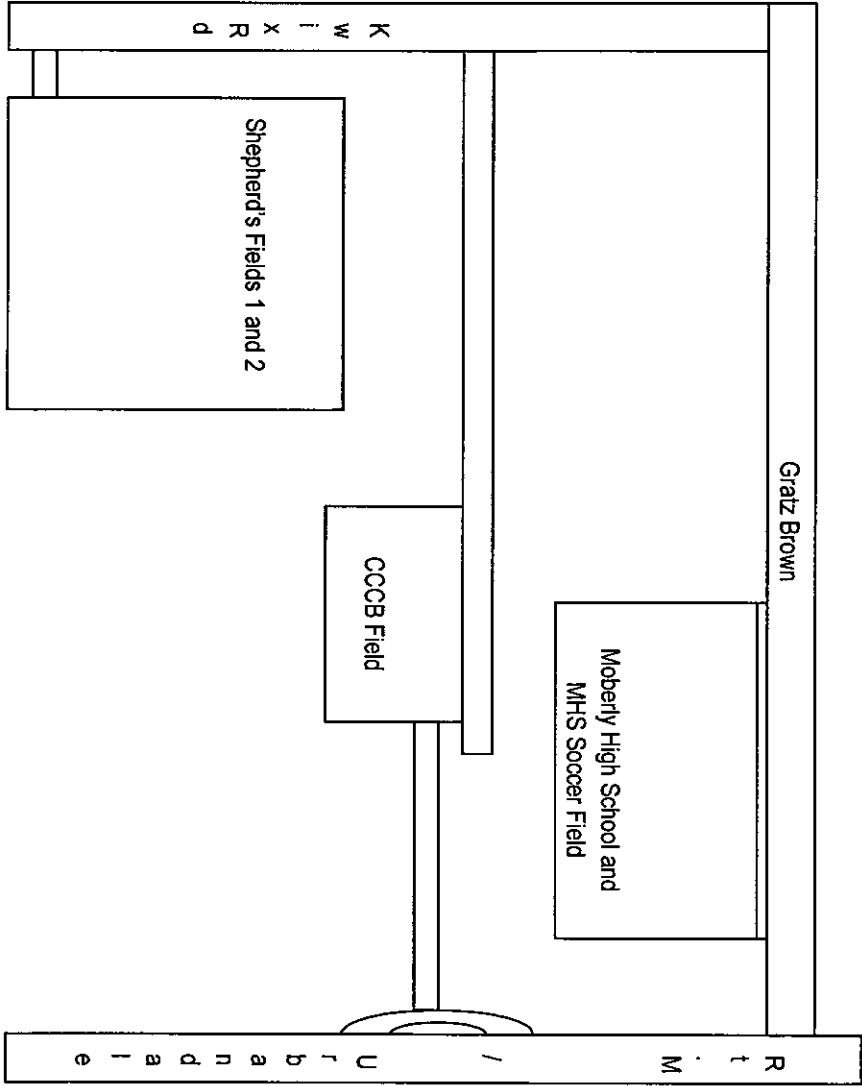 Gratz Brown
Kwix Rd
Rt. M / Urbandale
Moberly High School and
MHS Soccer Field
CCCB Field
Shepherd's Fields 1 and 2